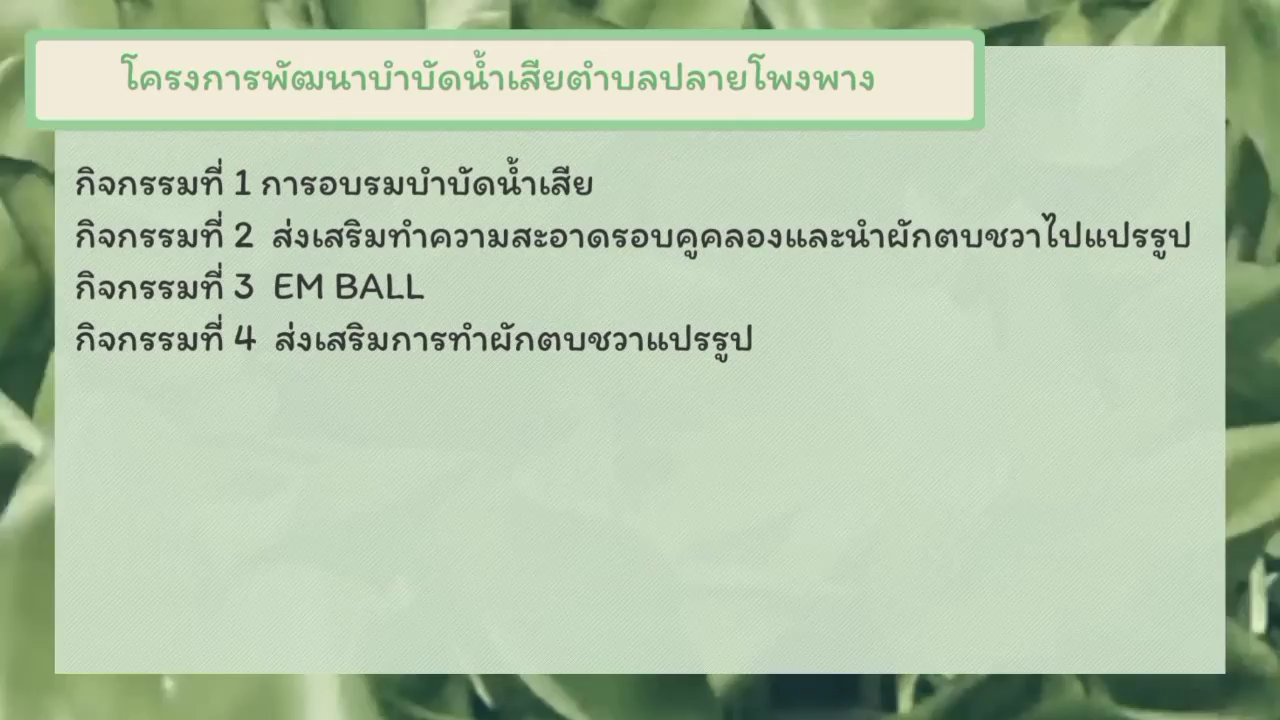 โครงการพัฒนาบำบัดน้ำเสียตำบลปลายโพงพาง
กิจกรรมที่ 1 การอบรมบำบัดน้ำเสีย
กิจกรรมที่ 2 ส่งเสริมทำความสะอาดรอบคูคลองและนำผักตบชวาไปแปรรูป
กิจกรรมที่ 3 EM BALL
กิจกรรมที่ 4 ส่งเสริมการทำผักตบชวาแปรรูป